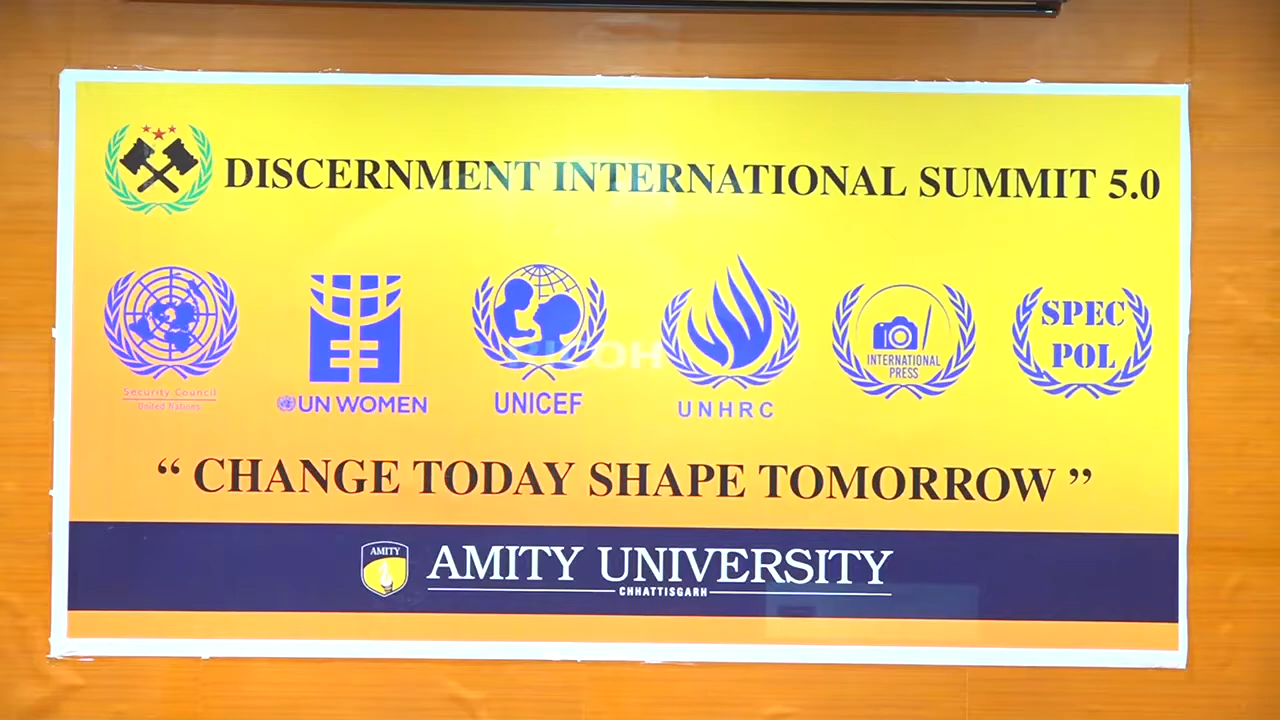 DISCERNMENT INTERNATIONAL SUMMIT 5.0
Security Council
United Nations
UN WOMEN
UNICEF
UNHRC
INTERNATIONAL
PRESS
SPEC
POL
RICOH
“ CHANGE TODAY SHAPE TOMORROW ”
AMITY
AMITY UNIVERSITY
CHHATTISGARH